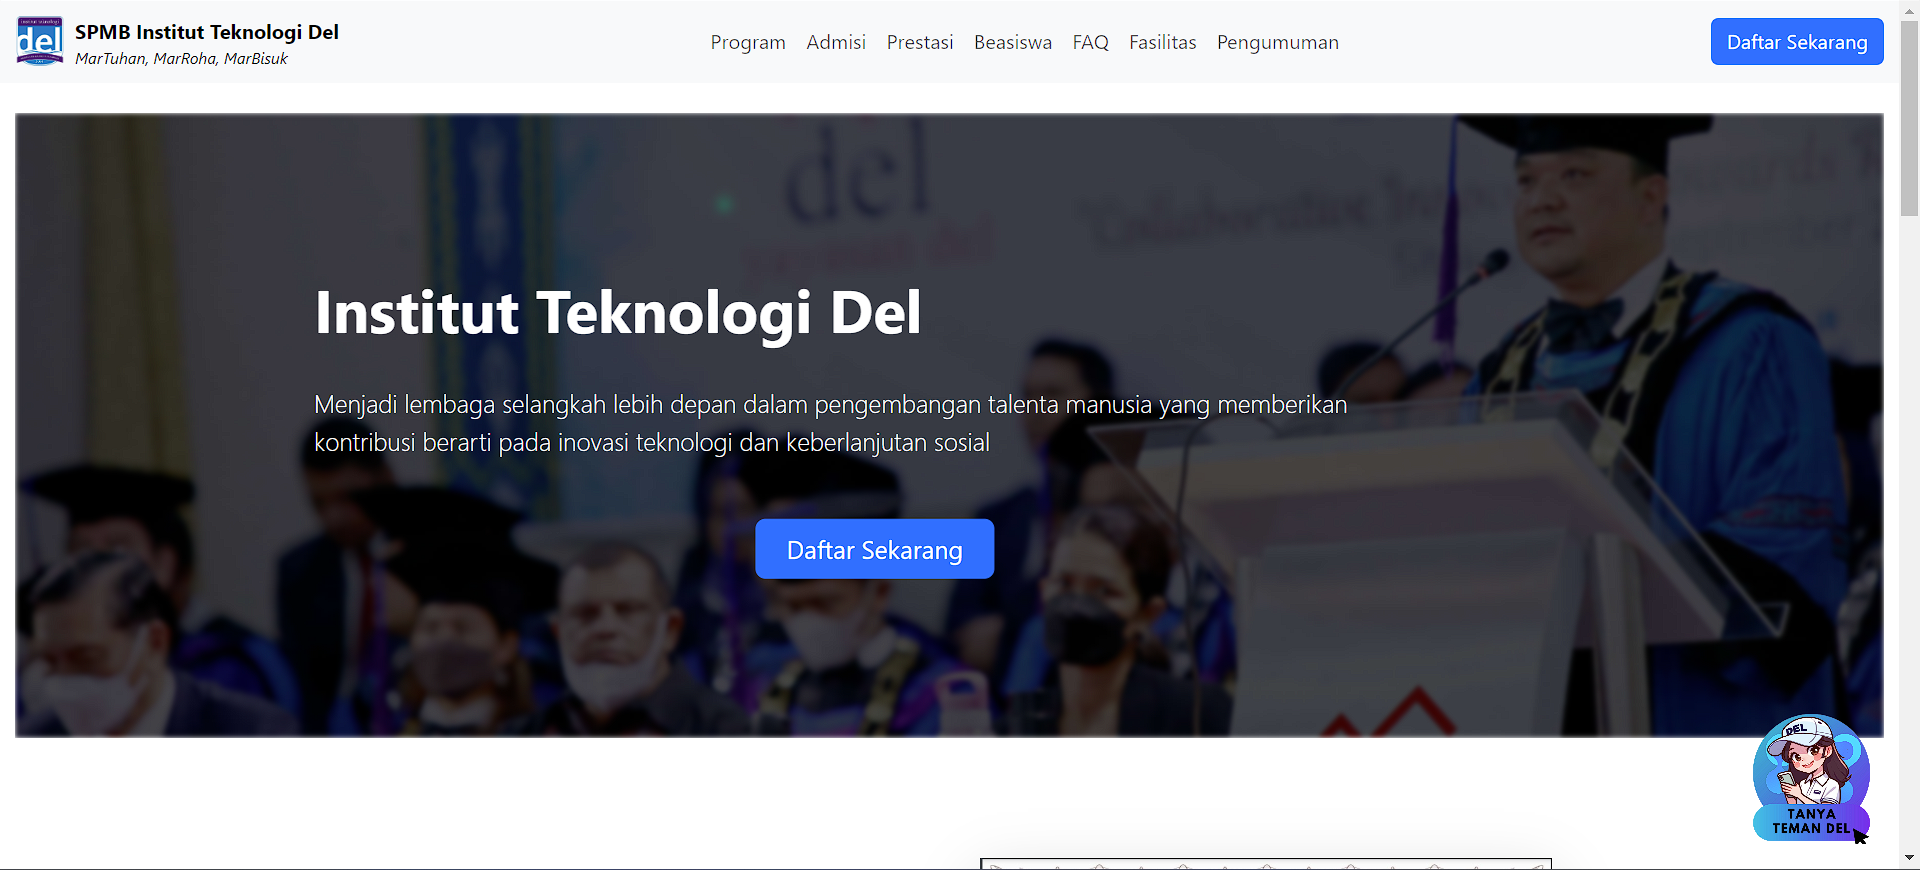 SPMB Institut Teknologi Del
MarTuhan, MarRoha, MarBisuk
Program Admisi Prestasi Beasiswa FAQ Fasilitas Pengumuman
Daftar Sekarang
del
del
Institut Teknologi Del
Menjadi lembaga selangkah lebih depan dalam pengembangan talenta manusia yang memberikan
kontribusi berarti pada inovasi teknologi dan keberlanjutan sosial
Daftar Sekarang
DEL
TANYA
TEMAN DEL